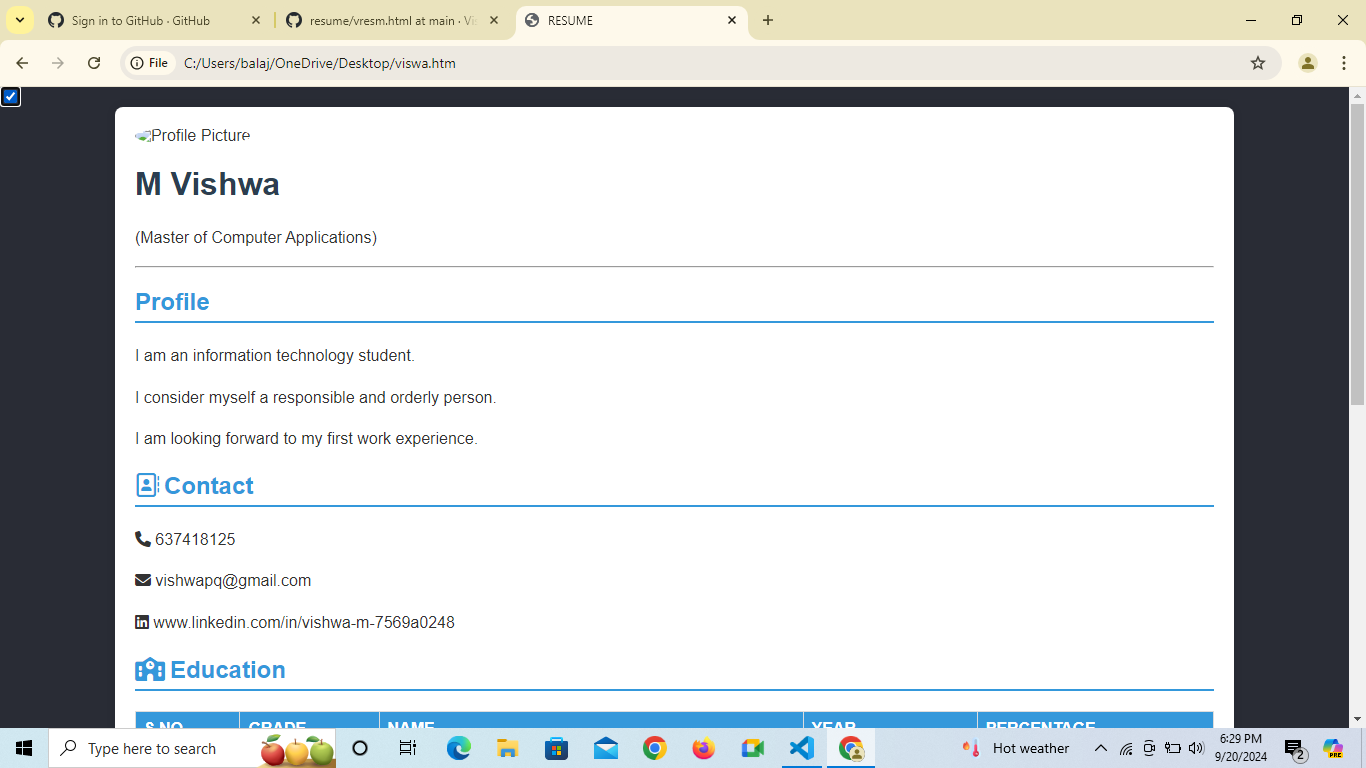 Sign in to GitHub · GitHub
resume/vresm.html at main · Vis
RESUME
File
C:/Users/balaj/OneDrive/Desktop/viswa.htm
Profile Picture
M Vishwa
(Master of Computer Applications)
Profile
I am an information technology student.
I consider myself a responsible and orderly person.
I am looking forward to my first work experience.
Contact
637418125
vishwapq@gmail.com
www.linkedin.com/in/vishwa-m-7569a0248
Education
S.NO GRADE NAME YEAR PERCENTAGE
Type here to search
Hot weather
6:29 PM
9/20/2024
2
PRE